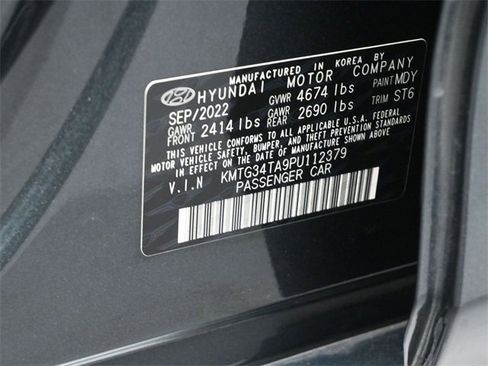 MANUFACTURED IN KOREA BY
HYUNDAI MOTOR COMPANY
SEP/2022 GVWR 4674 lbs PAINT MDY
GAWR FRONT 2414 lbs GAWR REAR 2690 lbs TRIM ST6
THIS VEHICLE CONFORMS TO ALL APPLICABLE U.S.A. FEDERAL
MOTOR VEHICLE SAFETY, BUMPER, AND THEFT PREVENTION
STANDARDS IN EFFECT ON THE DATE OF MANUFACTURE SHOWN ABOVE.
V.I.N KMTG34TA9PU112379
PASSENGER CAR